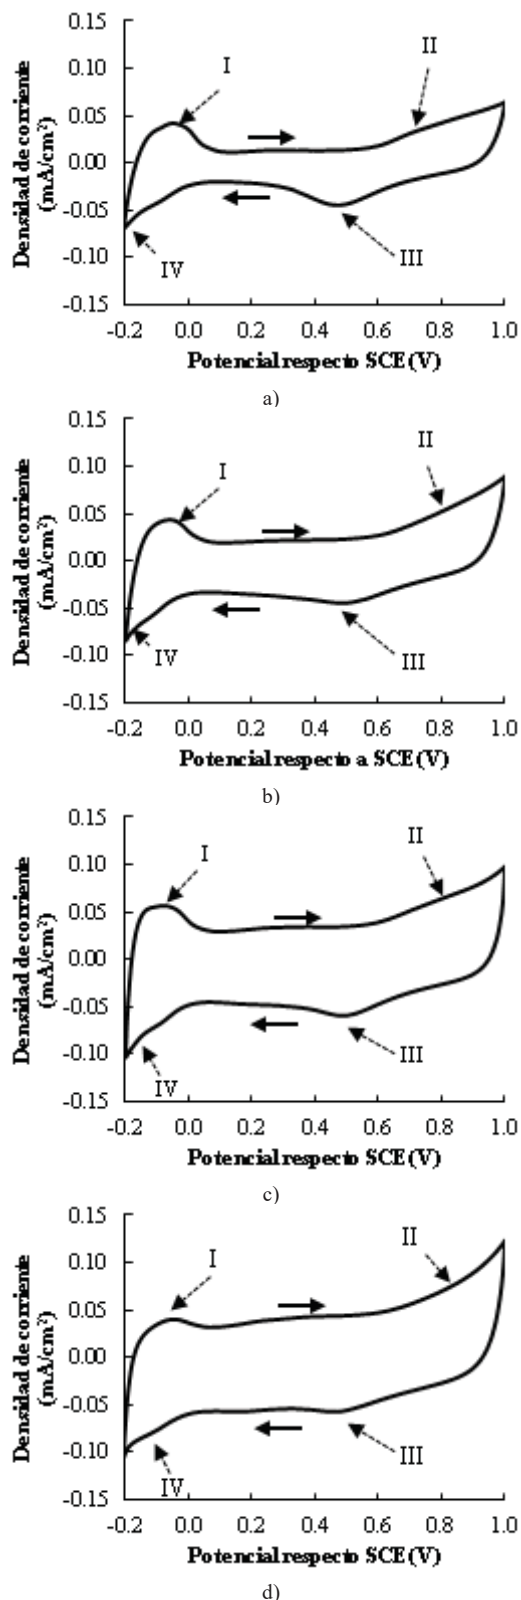 0.15
0.10
0.05
0.00
-0.05
-0.10
-0.15
Densidad de corriente
(mA/cm²)
I
II
III
IV
-0.2 0.0 0.2 0.4 0.6 0.8 1.0
Potencial respecto SCE (V)
a)
0.15
0.10
0.05
0.00
-0.05
-0.10
-0.15
Densidad de corriente
(mA/cm²)
I
II
III
IV
-0.2 0.0 0.2 0.4 0.6 0.8 1.0
Potencial respecto a SCE (V)
b)
0.15
0.10
0.05
0.00
-0.05
-0.10
-0.15
Densidad de corriente
(mA/cm²)
I
II
III
IV
-0.2 0.0 0.2 0.4 0.6 0.8 1.0
Potencial respecto SCE (V)
c)
0.15
0.10
0.05
0.00
-0.05
-0.10
-0.15
Densidad de corriente
(mA/cm²)
I
II
III
IV
-0.2 0.0 0.2 0.4 0.6 0.8 1.0
Potencial respecto SCE (V)
d)